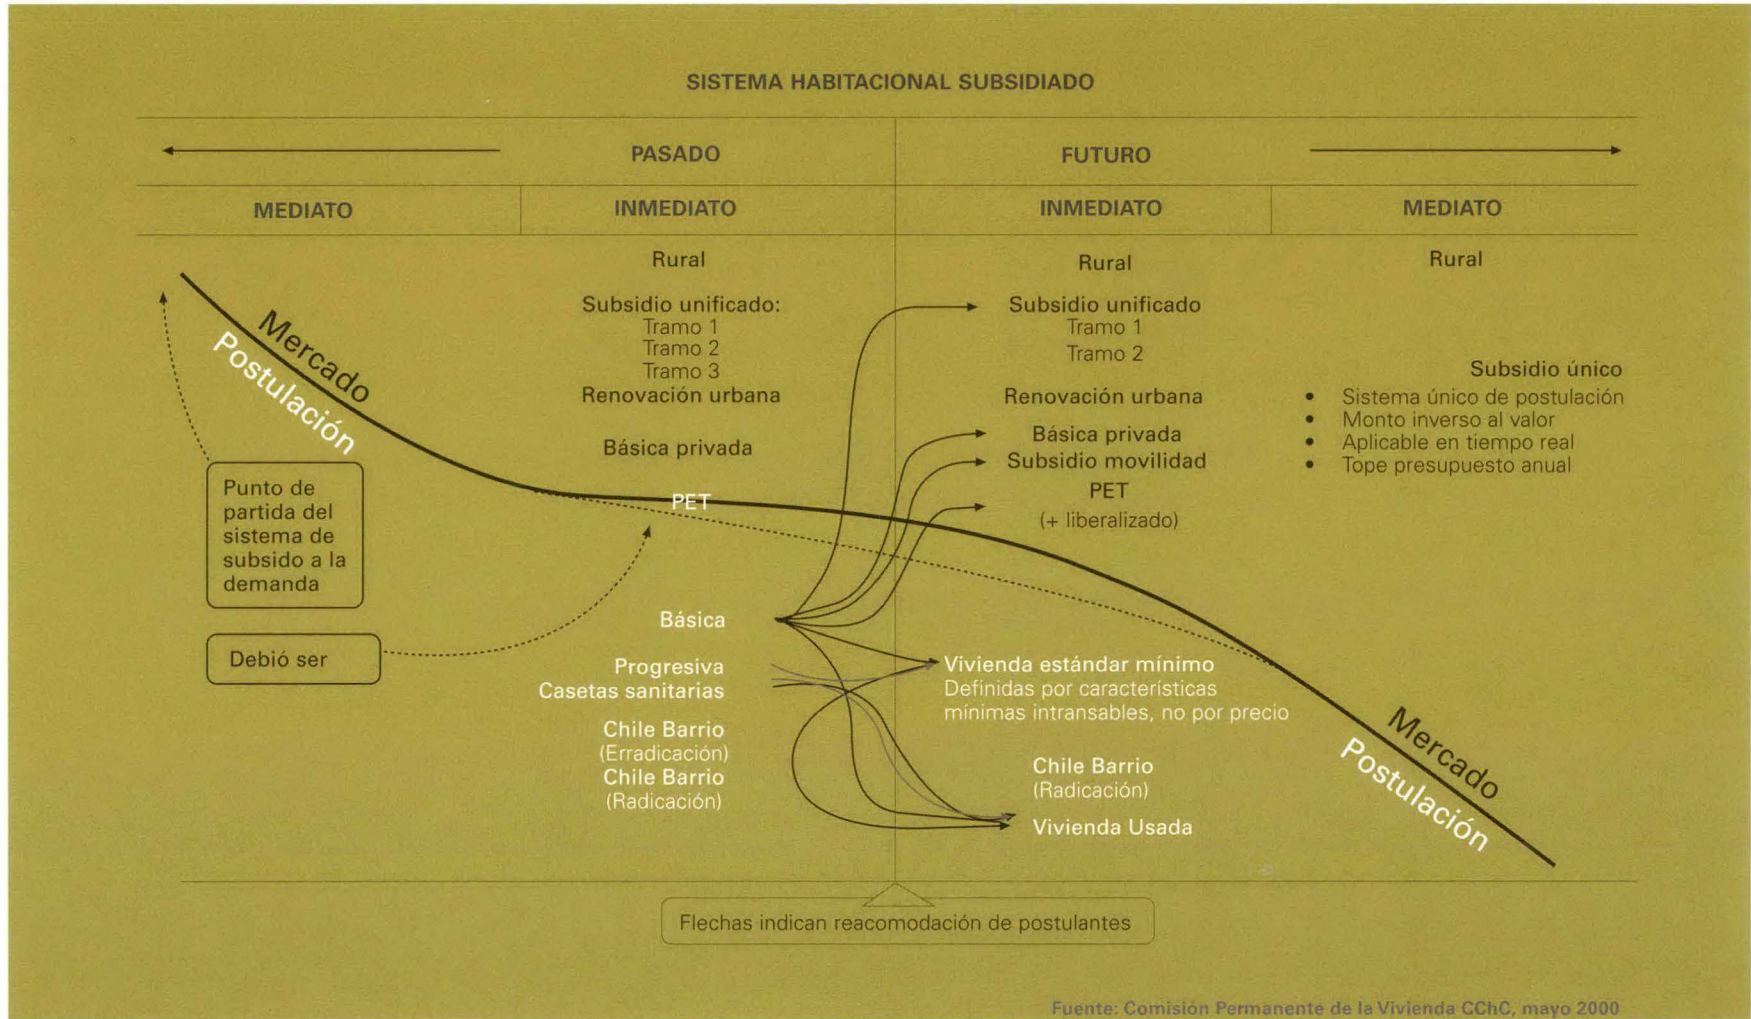 SISTEMA HABITACIONAL SUBSIDIADO
PASADO
FUTURO
MEDIATO
INMEDIATO
INMEDIATO
MEDIATO
Mercado
Postulación
Punto de
partida del
sistema de
subsido a la
demanda
Debió ser
Rural
Subsidio unificado:
Tramo 1
Tramo 2
Tramo 3
Renovación urbana
Básica privada
PET
Básica
Progresiva
Casetas sanitarias
Chile Barrio
(Erradicación)
Chile Barrio
(Radicación)
Rural
Subsidio unificado
Tramo 1
Tramo 2
Renovación urbana
Básica privada
Subsidio movilidad
PET
(+ liberalizado)
Vivienda estándar mínimo
Definidas por características
mínimas intransables, no por precio
Chile Barrio
(Radicación)
Vivienda Usada
Rural
Subsidio único
• Sistema único de postulación
• Monto inverso al valor
• Aplicable en tiempo real
• Tope presupuesto anual
Mercado
Postulación
Flechas indican reacomodación de postulantes
Fuente: Comisión Permanente de la Vivienda CChC, mayo 2000